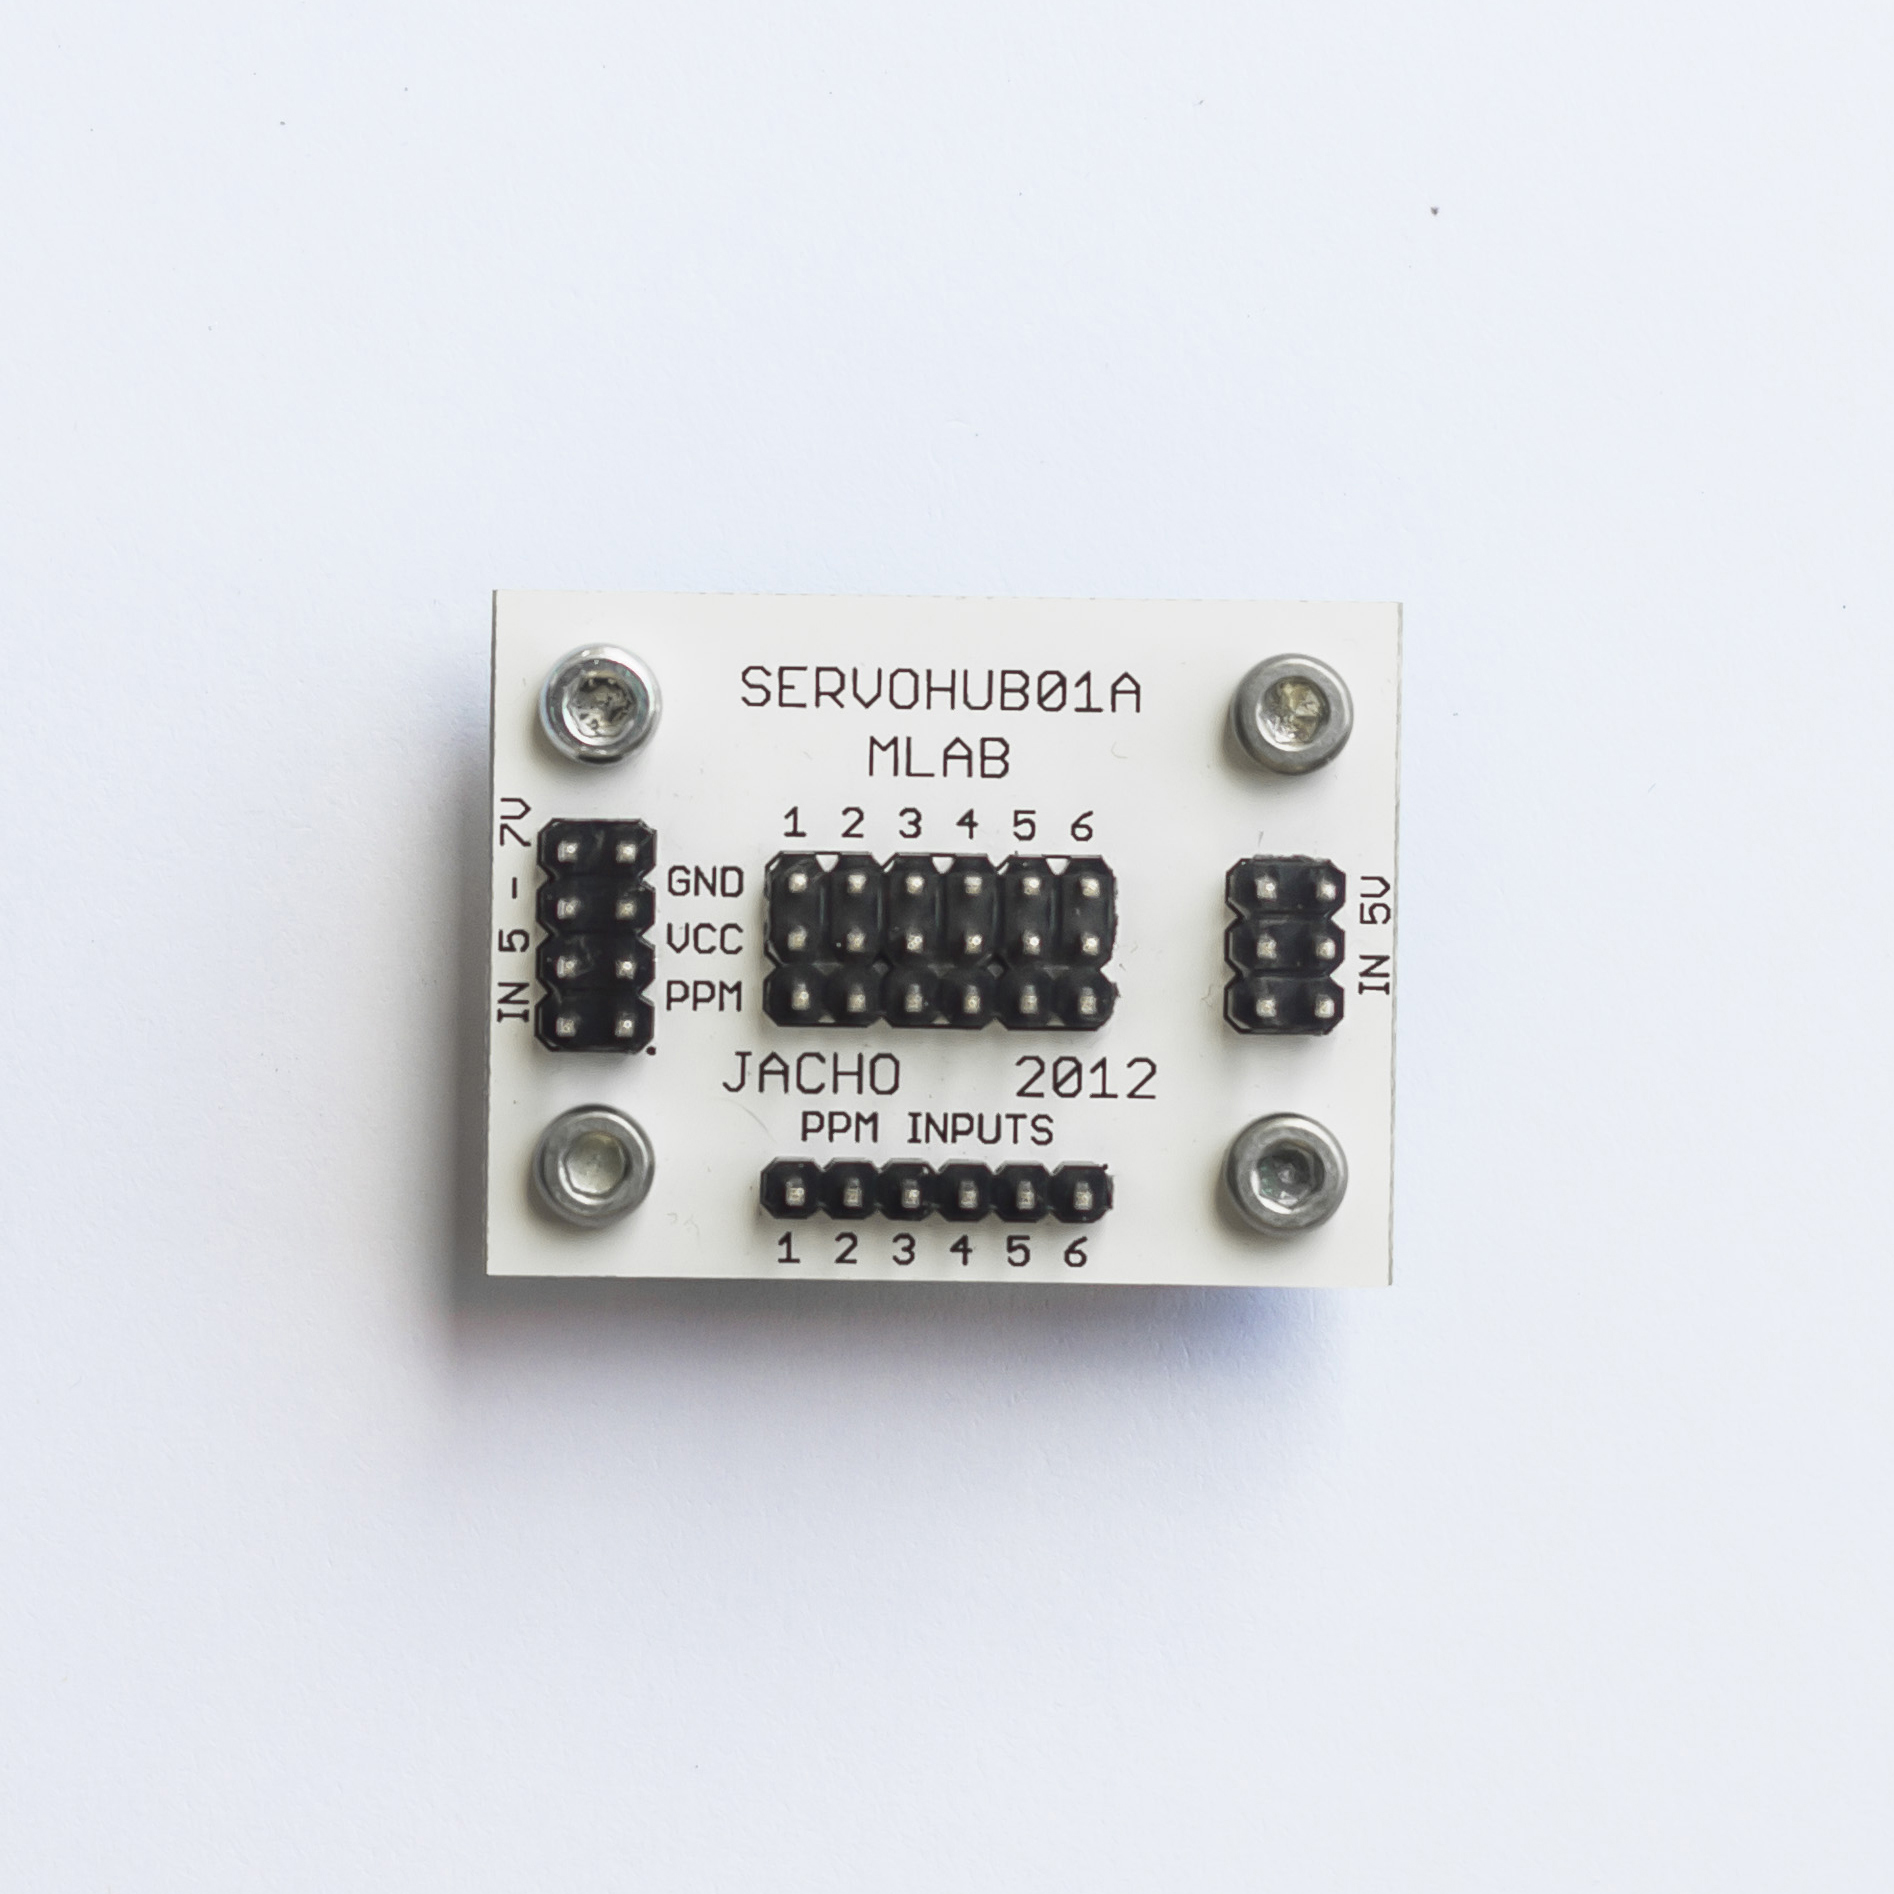 SERVOHUB01A
MLAB
1 2 3 4 5 6
IN 5 - 7V
GND
VCC
PPM
IN 5V
JACHO 2012
PPM INPUTS
1 2 3 4 5 6